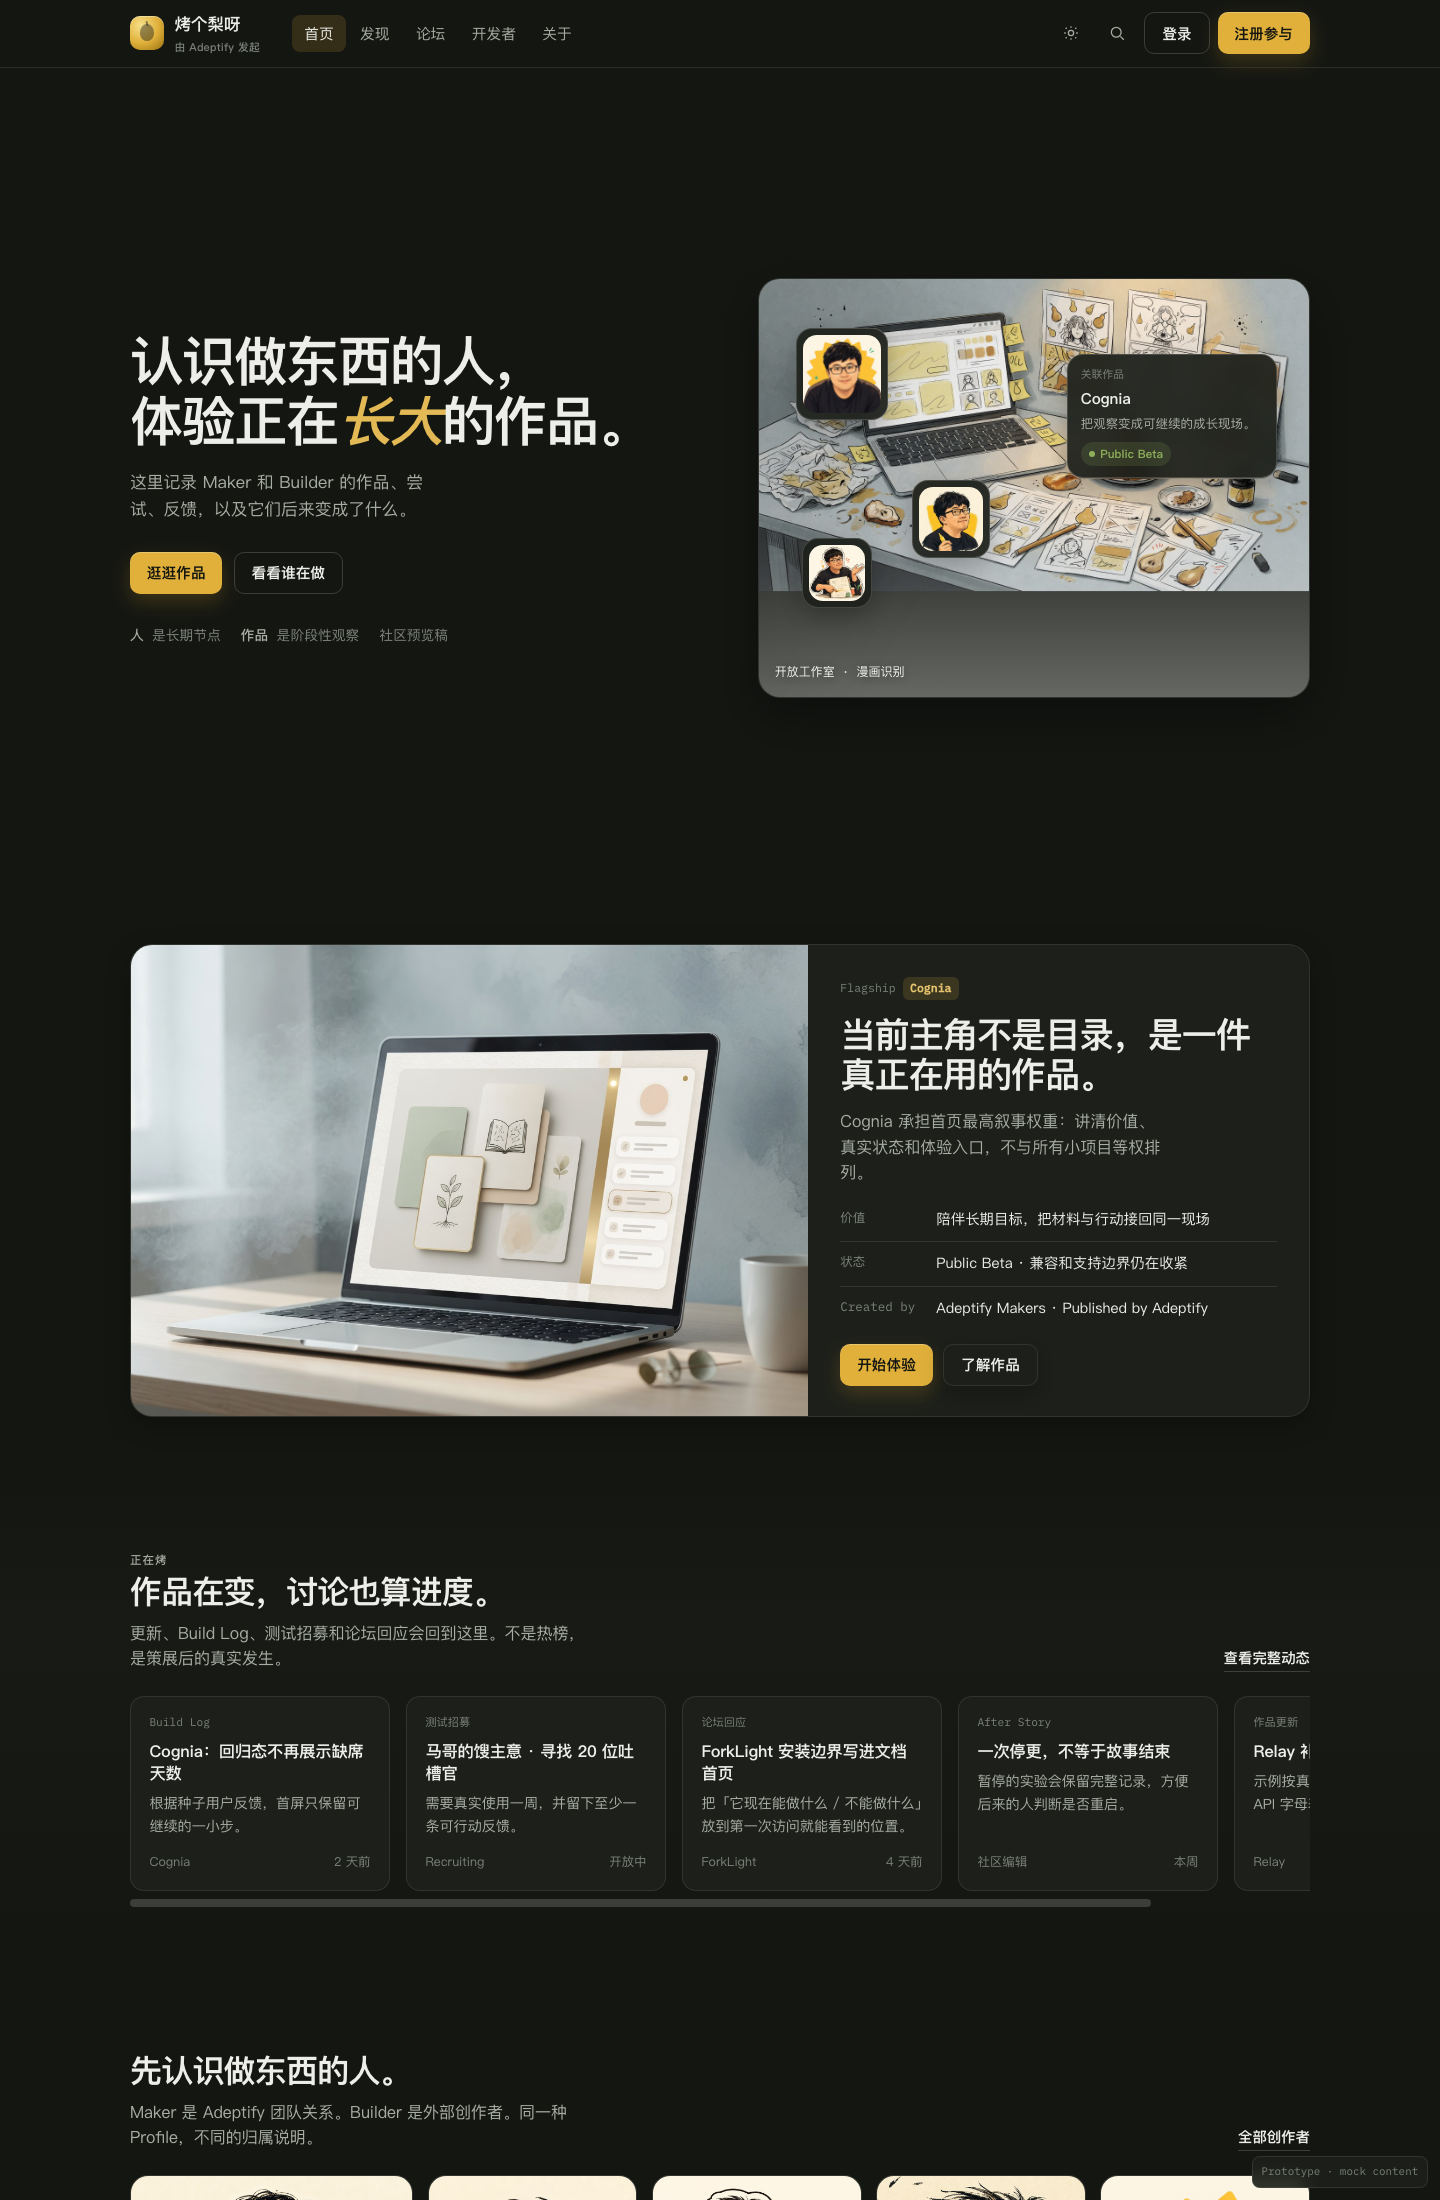 烤个梨呀
由 Adeptify 发起
首页
发现
论坛
开发者
关于
登录
注册参与
认识做东西的人，
体验正在长大的作品。
这里记录 Maker 和 Builder 的作品、尝
试、反馈，以及它们后来变成了什么。
逛逛作品
看看谁在做
人 是长期节点
作品 是阶段性观察
社区预览稿
关联作品
Cognia
把观察变成可继续的成长现场。
Public Beta
开放工作室 · 漫画识别
Flagship Cognia
当前主角不是目录，是一件
真正在用的作品。
Cognia 承担首页最高叙事权重：讲清价值、
真实状态和体验入口，不与所有小项目等权排
列。
价值 陪伴长期目标，把材料与行动接回同一现场
状态 Public Beta · 兼容和支持边界仍在收紧
Created by Adeptify Makers · Published by Adeptify
开始体验
了解作品
正在烤
作品在变，讨论也算进度。
更新、Build Log、测试招募和论坛回应会回到这里。不是热榜，
是策展后的真实发生。
查看完整动态
Build Log
Cognia：回归态不再展示缺席
天数
根据种子用户反馈，首屏只保留可
继续的一小步。
Cognia 2 天前
测试招募
马哥的馊主意 · 寻找 20 位吐
槽官
需要真实使用一周，并留下至少一
条可行动反馈。
Recruiting 开放中
论坛回应
ForkLight 安装边界写进文档
首页
把「它现在能做什么 / 不能做什么」
放到第一次访问就能看到的位置。
ForkLight 4 天前
After Story
一次停更，不等于故事结束
暂停的实验会保留完整记录，方便
后来的人判断是否重启。
社区编辑 本周
作品更新
Relay
示例按真
API 字母
Relay
先认识做东西的人。
Maker 是 Adeptify 团队关系。Builder 是外部创作者。同一种
Profile，不同的归属说明。
全部创作者
Prototype · mock content